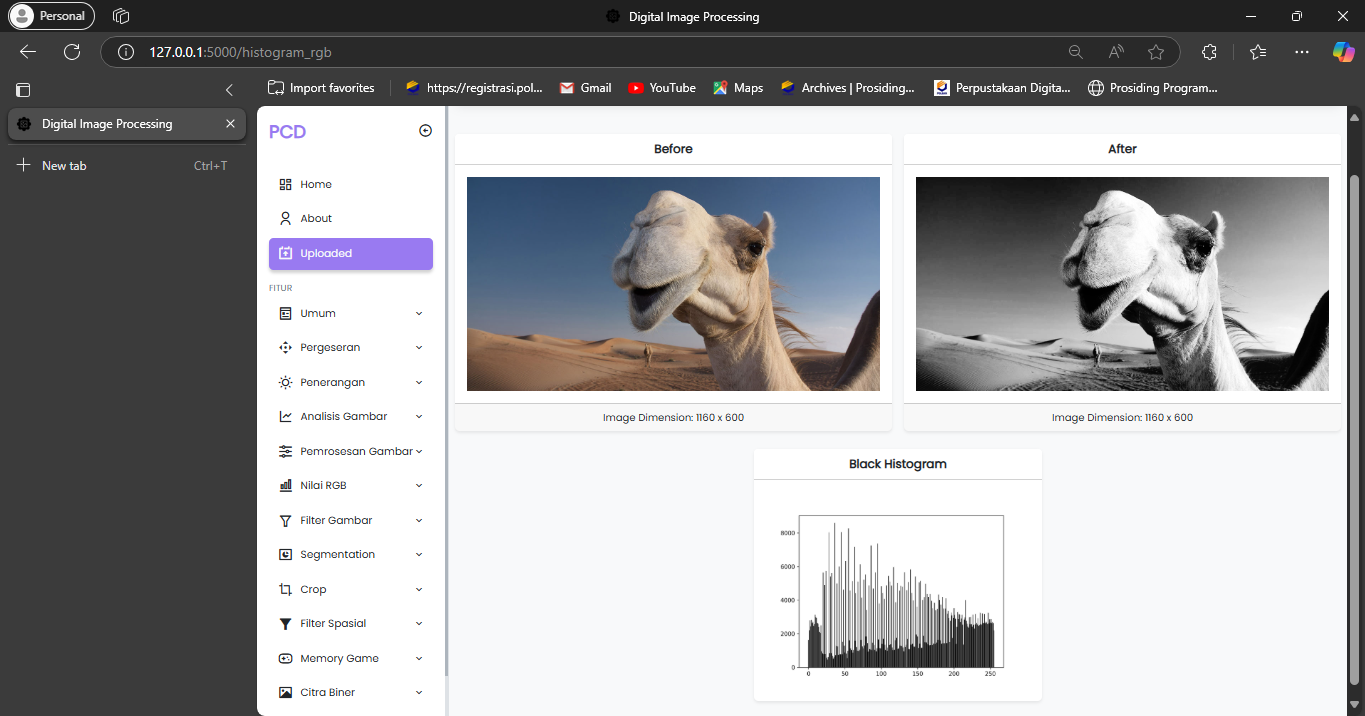 Personal
Digital Image Processing
127.0.0.1:5000/histogram_rgb
Import favorites
https://registrasi.pol...
Gmail
YouTube
Maps
Archives | Prosiding...
Perpustakaan Digita...
Prosiding Program...
Digital Image Processing
New tab Ctrl+T
PCD
Home
About
Uploaded
FITUR
Umum
Pergeseran
Penerangan
Analisis Gambar
Pemrosesan Gambar
Nilai RGB
Filter Gambar
Segmentation
Crop
Filter Spasial
Memory Game
Citra Biner
Before
After
Image Dimension: 1160 x 600
Image Dimension: 1160 x 600
Black Histogram
8000
6000
4000
2000
0
0 50 100 150 200 250